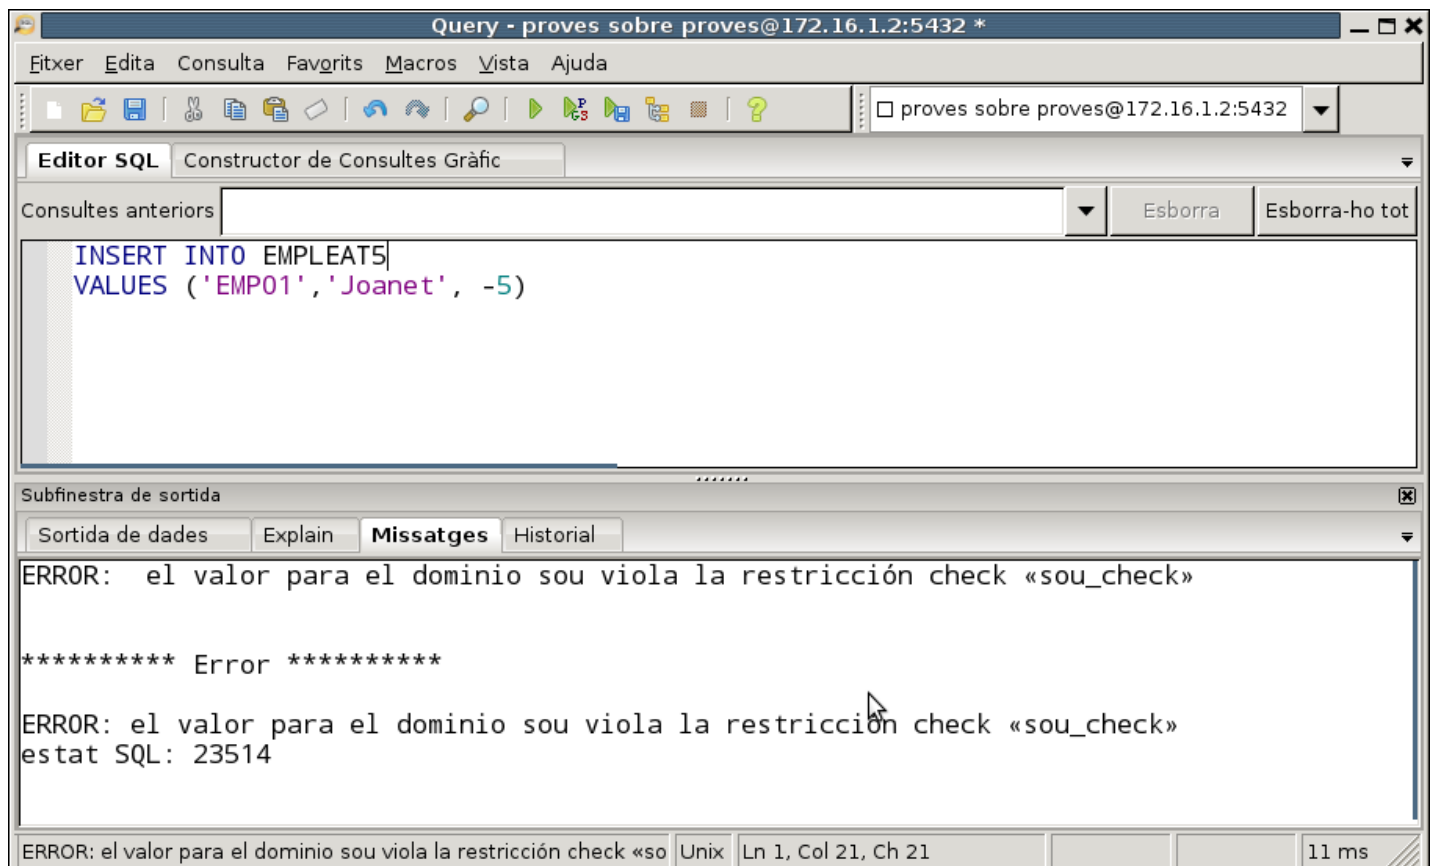 Query - proves sobre proves@172.16.1.2:5432 *
Fitxer Edita Consulta Favorits Macros Vista Ajuda
proves sobre proves@172.16.1.2:5432
Editor SQL Constructor de Consultes Gràfic
Consultes anteriors Esborra Esborra-ho tot
INSERT INTO EMPLEAT5
VALUES ('EMP01','Joanet', -5)
Subfinestra de sortida
Sortida de dades Explain Missatges Historial
ERROR:  el valor para el dominio sou viola la restricción check «sou_check»
********** Error **********
ERROR: el valor para el dominio sou viola la restricción check «sou_check»
estat SQL: 23514
ERROR: el valor para el dominio sou viola la restricción check «so Unix Ln 1, Col 21, Ch 21 11 ms